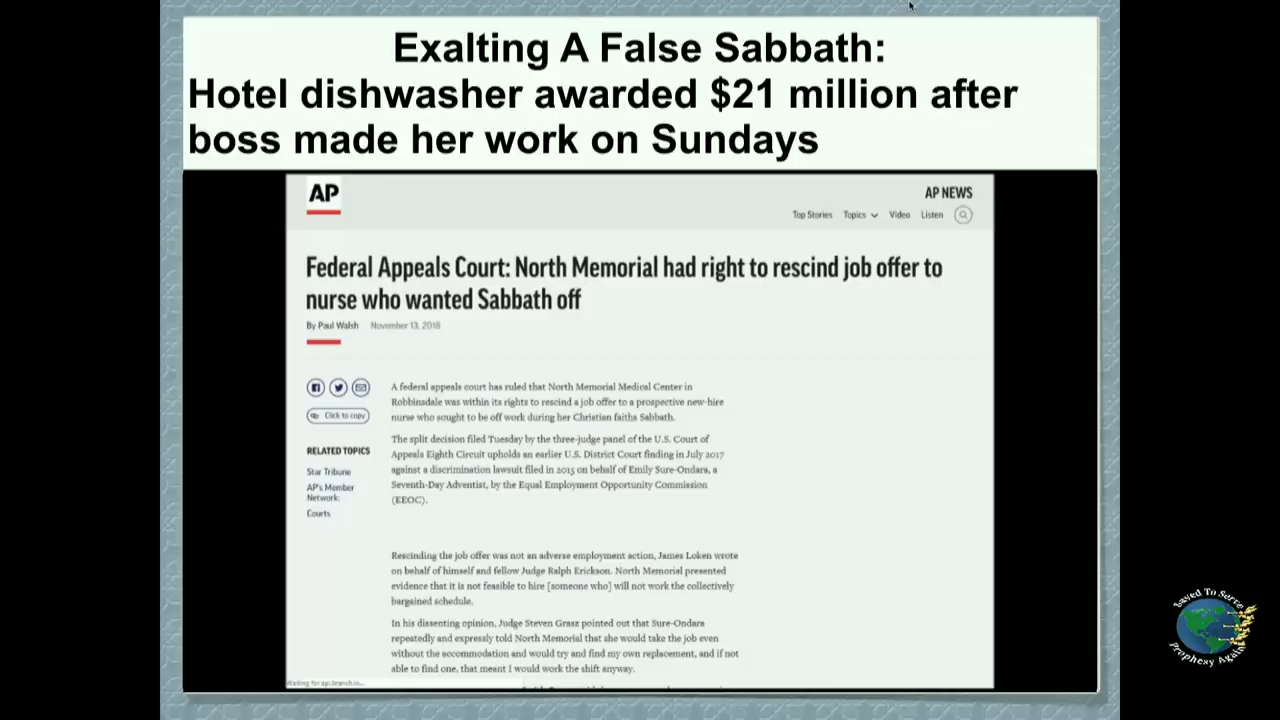 Exalting A False Sabbath:
Hotel dishwasher awarded $21 million after
boss made her work on Sundays
AP
AP NEWS
Top Stories Topics Video Listen
Federal Appeals Court: North Memorial had right to rescind job offer to
nurse who wanted Sabbath off
By Paul Walsh November 13, 2018
Click to copy
RELATED TOPICS
Star Tribune
AP's Member
Network:
Courts
A federal appeals court has ruled that North Memorial Medical Center in
Robbinsdale was within its rights to rescind a job offer to a prospective new-hire
nurse who sought to be off work during her Christian faiths Sabbath.
The split decision filed Tuesday by the three-judge panel of the U.S. Court of
Appeals Eighth Circuit upholds an earlier U.S. District Court finding in July 2017
against a discrimination lawsuit filed in 2015 on behalf of Emily Sure-Ondara, a
Seventh-Day Adventist, by the Equal Employment Opportunity Commission
(EEOC).
Rescinding the job offer was not an adverse employment action, James Loken wrote
on behalf of himself and fellow Judge Ralph Erickson. North Memorial presented
evidence that it is not feasible to hire [someone who] will not work the collectively
bargained schedule.
In his dissenting opinion, Judge Steven Grasz pointed out that Sure-Ondara
repeatedly and expressly told North Memorial that she would take the job even
without the accommodation and would try and find my own replacement, and if not
able to find one, that meant I would work the shift anyway.
Waiting for api.branch.io...
To Serve
Prophesy Again